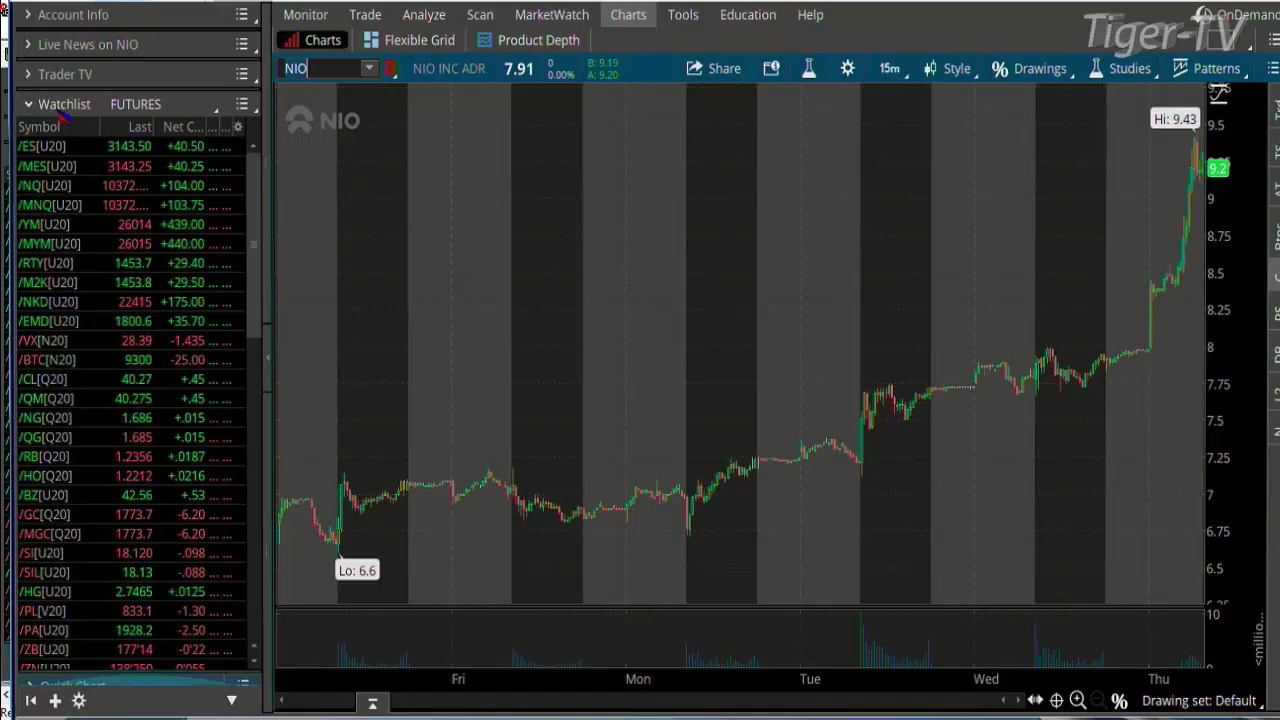 Account Info
Live News on NIO
Trader TV
Watchlist FUTURES
Symbol Last Net C...
/ES[U20] 3143.50 +40.50
/MES[U20] 3143.25 +40.25
/NQ[U20] 10372.... +104.00
/MNQ[U20] 10372.... +103.75
/YM[U20] 26014 +439.00
/MYM[U20] 26015 +440.00
/RTY[U20] 1453.7 +29.40
/M2K[U20] 1453.8 +29.50
/NKD[U20] 22415 +175.00
/EMD[U20] 1800.6 +35.70
/VX[N20] 28.39 -1.435
/BTC[N20] 9300 -25.00
/CL[Q20] 40.27 +.45
/QM[Q20] 40.275 +.45
/NG[Q20] 1.686 +.015
/QG[Q20] 1.685 +.015
/RB[Q20] 1.2356 +.0187
/HO[Q20] 1.2212 +.0216
/BZ[U20] 42.56 +.53
/GC[Q20] 1773.7 -6.20
/MGC[Q20] 1773.7 -6.20
/SI[U20] 18.120 -.098
/SIL[U20] 18.13 -.088
/HG[U20] 2.7465 +.0125
/PL[V20] 833.1 -1.30
/PA[U20] 1928.2 -2.50
/ZB[U20] 177'14 -0'22
/ZN[U20] 138'250 0'055
Quick Chart
Monitor Trade Analyze Scan MarketWatch Charts Tools Education Help
OnDemand
Tiger-TV
Charts Flexible Grid Product Depth
NIO NIO INC ADR 7.91 0 0.00% B: 9.19 A: 9.20 Share 15m Style Drawings Studies Patterns
NIO
Hi: 9.43
Lo: 6.6
9.5
9.2
9
8.75
8.5
8.25
8
7.75
7.5
7.25
7
6.75
6.5
10
<millio...
Fri Mon Tue Wed Thu
Drawing set: Default